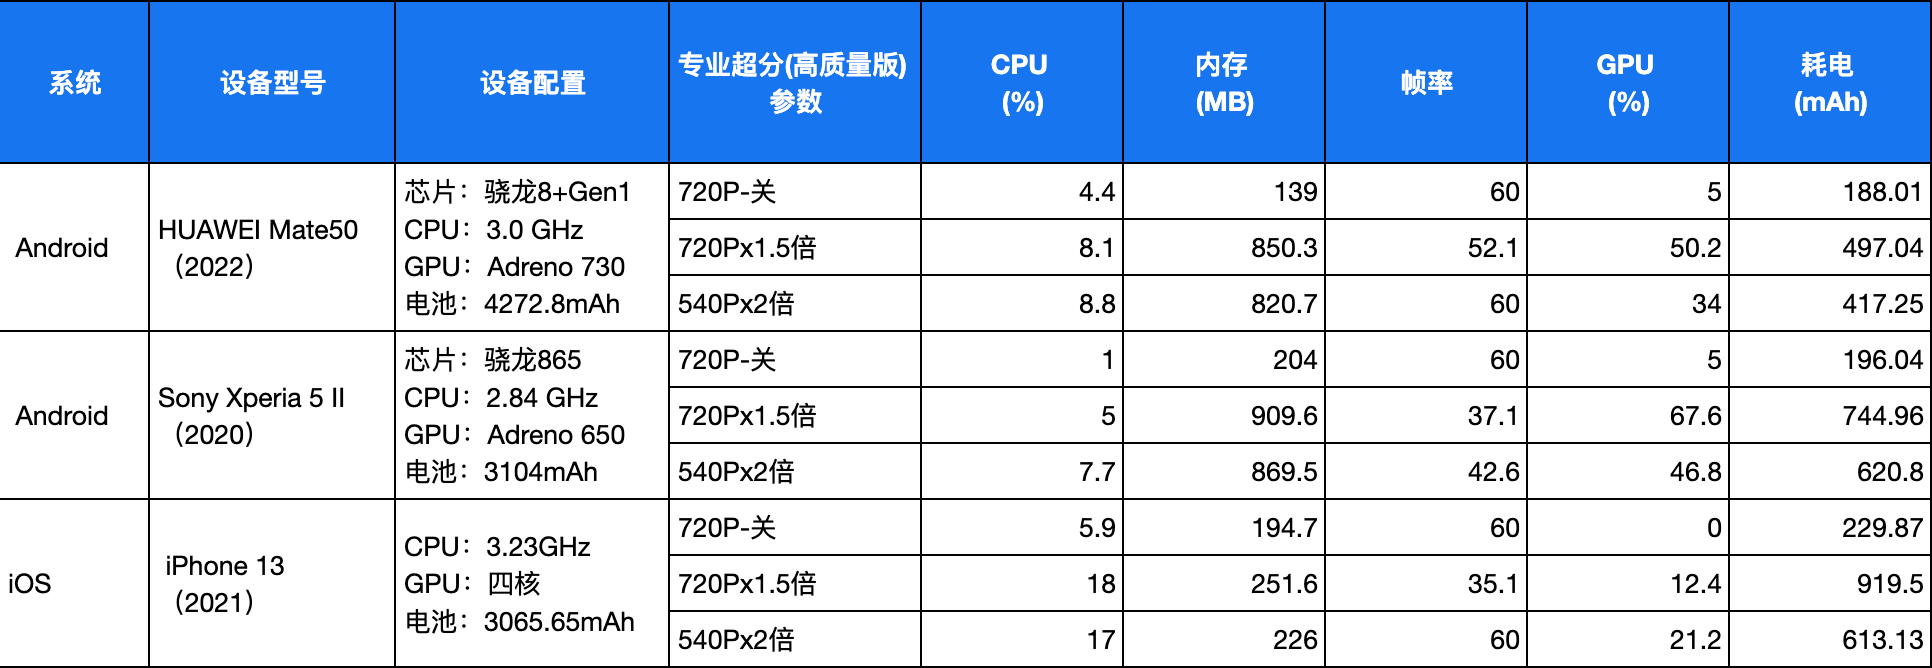 系统 设备型号 设备配置 专业超分(高质量版)参数 CPU(%) 内存(MB) 帧率 GPU(%) 耗电(mAh)
Android
HUAWEI Mate50
（2022）
芯片：骁龙8+Gen1
CPU：3.0 GHz
GPU：Adreno 730
电池：4272.8mAh
720P-关 4.4 139 60 5 188.01
720Px1.5倍 8.1 850.3 52.1 50.2 497.04
540Px2倍 8.8 820.7 60 34 417.25
Android
Sony Xperia 5 II
（2020）
芯片：骁龙865
CPU：2.84 GHz
GPU：Adreno 650
电池：3104mAh
720P-关 1 204 60 5 196.04
720Px1.5倍 5 909.6 37.1 67.6 744.96
540Px2倍 7.7 869.5 42.6 46.8 620.8
iOS
iPhone 13
（2021）
CPU：3.23GHz
GPU：四核
电池：3065.65mAh
720P-关 5.9 194.7 60 0 229.87
720Px1.5倍 18 251.6 35.1 12.4 919.5
540Px2倍 17 226 60 21.2 613.13